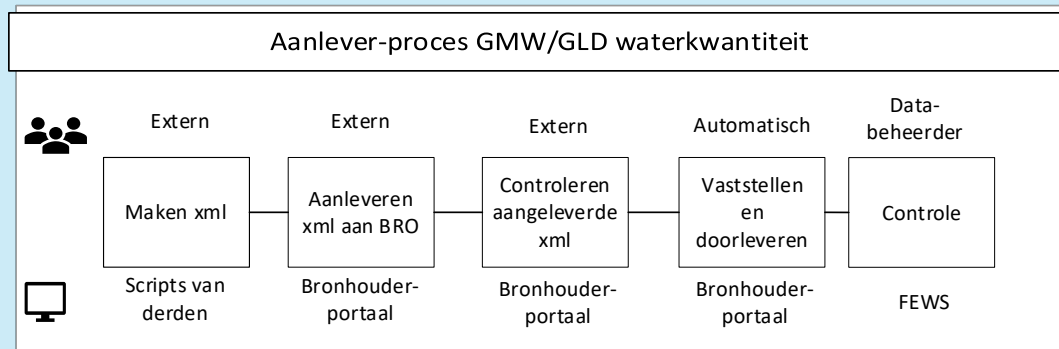 Aanlever-proces GMW/GLD waterkwantiteit
Extern
Extern
Extern
Automatisch
Data-
beheerder
Maken xml
Aanleveren
xml aan BRO
Controleren
aangeleverde
xml
Vaststellen
en
doorleveren
Controle
Scripts van
derden
Bronhouder-
portaal
Bronhouder-
portaal
Bronhouder-
portaal
FEWS